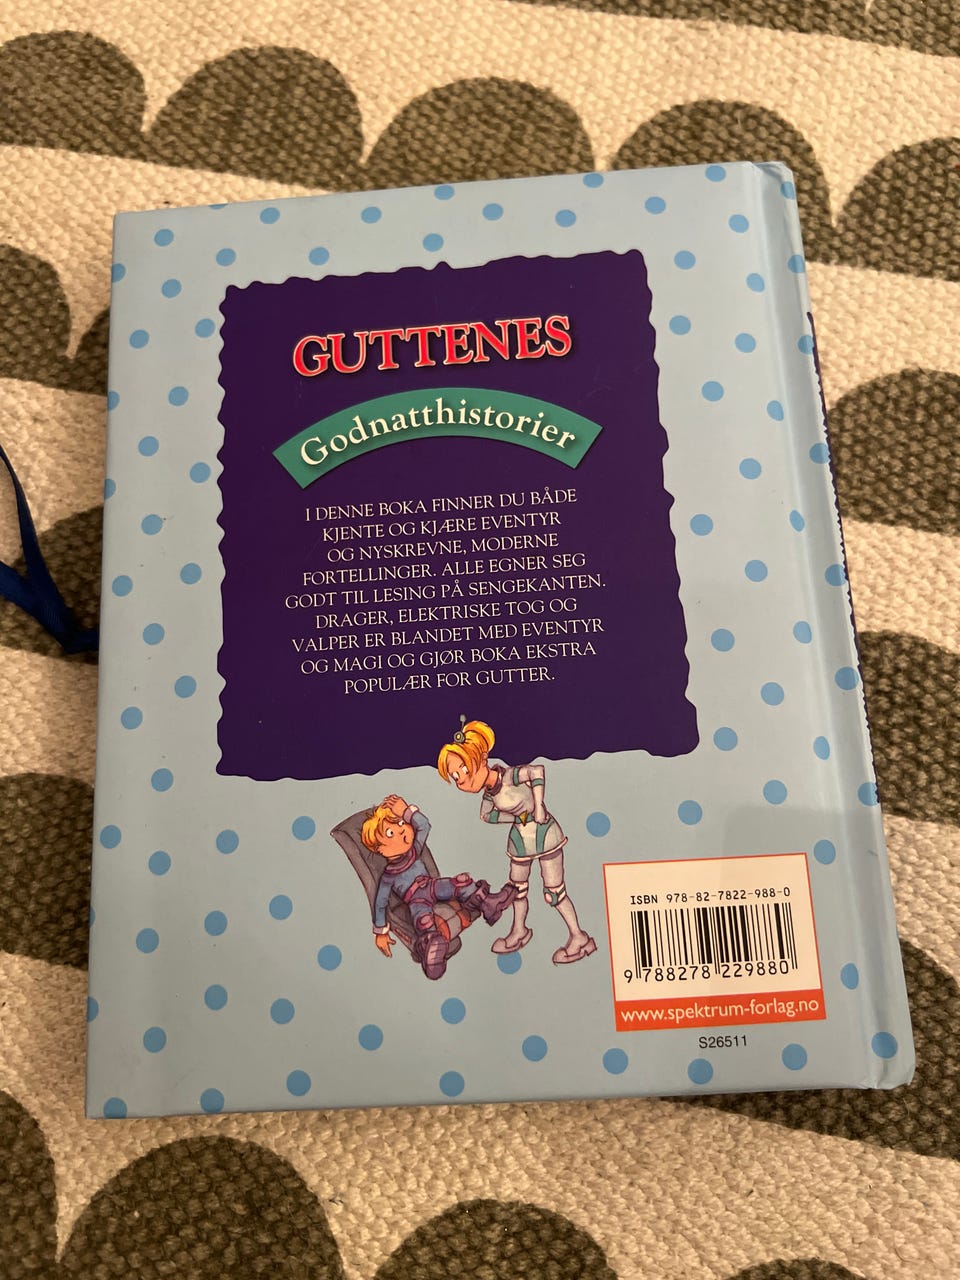 GUTTENES
Godnatthistorier
I DENNE BOKA FINNER DU BÅDE
KJENTE OG KJÆRE EVENTYR
OG NYSKREVNE, MODERNE
FORTELLINGER. ALLE EGNER SEG
GODT TIL LESING PÅ SENGEKANTEN.
DRAGER, ELEKTRISKE TOG OG
VALPER ER BLANDET MED EVENTYR
OG MAGI OG GJØR BOKA EKSTRA
POPULÆR FOR GUTTER.
ISBN 978-82-7822-988-0
9 788278 229880
www.spektrum-forlag.no
S26511